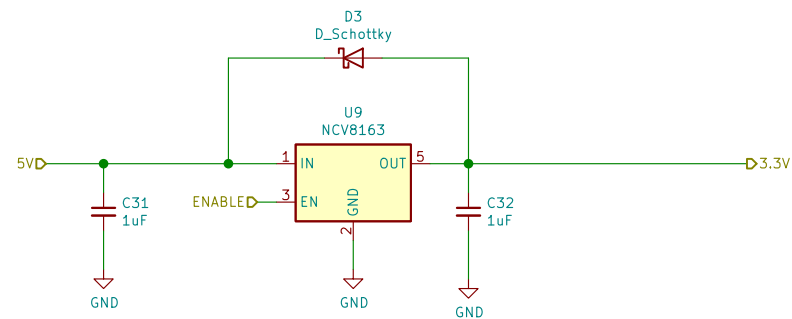 D3
D_Schottky
U9
NCV8163
5V
1
IN
OUT
5
3.3V
ENABLE
3
EN
GND
2
C31
1uF
C32
1uF
GND
GND
GND